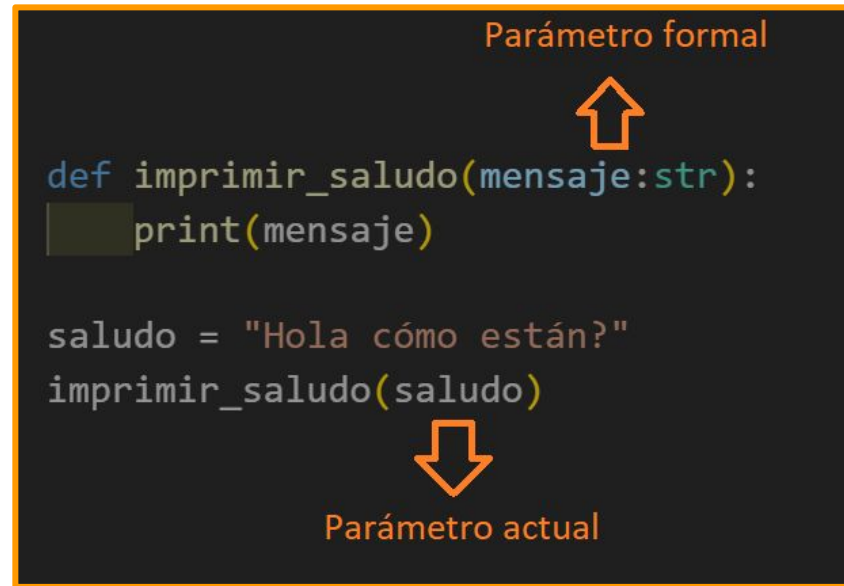 Parámetro formal
def imprimir_saludo(mensaje:str):
print(mensaje)
saludo = "Hola cómo están?"
imprimir_saludo(saludo)
Parámetro actual